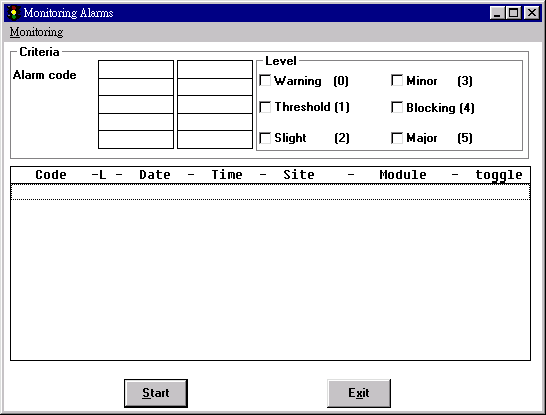 Monitoring Alarms
Monitoring
Criteria
Alarm code
Level
Warning (0)
Minor (3)
Threshold (1)
Blocking (4)
Slight (2)
Major (5)
Code -L - Date - Time - Site - Module - toggle
Start
Exit